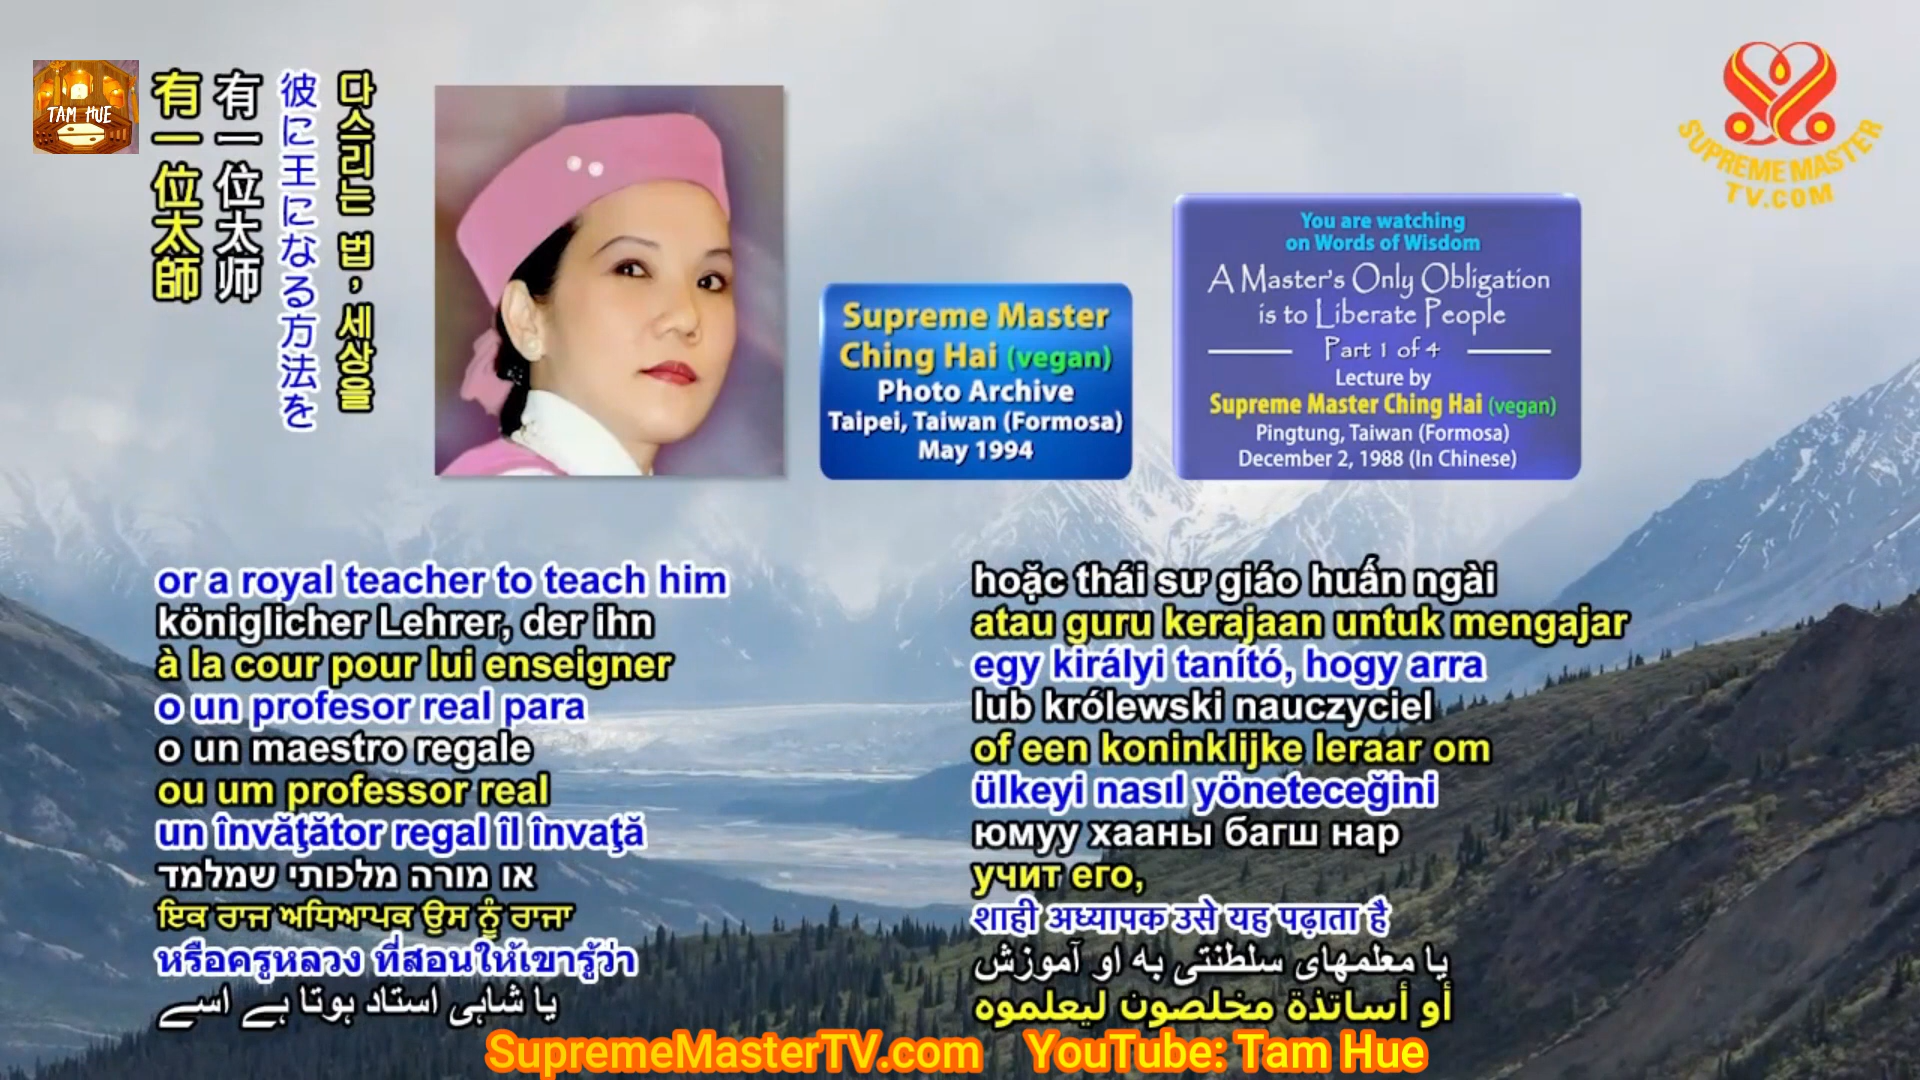 TAM HUE
有一位太師
有一位太师
彼に王になる方法を
다스리는 법, 세상을
SUPREME MASTER
TV.COM
Supreme Master
Ching Hai (vegan)
Photo Archive
Taipei, Taiwan (Formosa)
May 1994
You are watching
on Words of Wisdom
A Master's Only Obligation
is to Liberate People
Part 1 of 4
Lecture by
Supreme Master Ching Hai (vegan)
Pingtung, Taiwan (Formosa)
December 2, 1988 (In Chinese)
or a royal teacher to teach him
königlicher Lehrer, der ihn
à la cour pour lui enseigner
o un profesor real para
o un maestro regale
ou um professor real
un învăţător regal îl învaţă
או מורה מלכותי שמלמד
ਇਕ ਰਾਜ ਅਧਿਆਪਕ ਉਸ ਨੂੰ ਰਾਜਾ
หรือครูหลวง ที่สอนให้เขารู้ว่า
یا شاہی استاد ہوتا ہے اسے
hoặc thái sư giáo huấn ngài
atau guru kerajaan untuk mengajar
egy királyi tanító, hogy arra
lub królewski nauczyciel
of een koninklijke leraar om
ülkeyi nasıl yöneteceğini
юмуу хааны багш нар
учит его,
शाही अध्यापक उसे यह पढ़ाता है
یا معلمهای سلطنتی به او آموزش
أو أساتذة مخلصون ليعلموه
SupremeMasterTV.com YouTube: Tam Hue